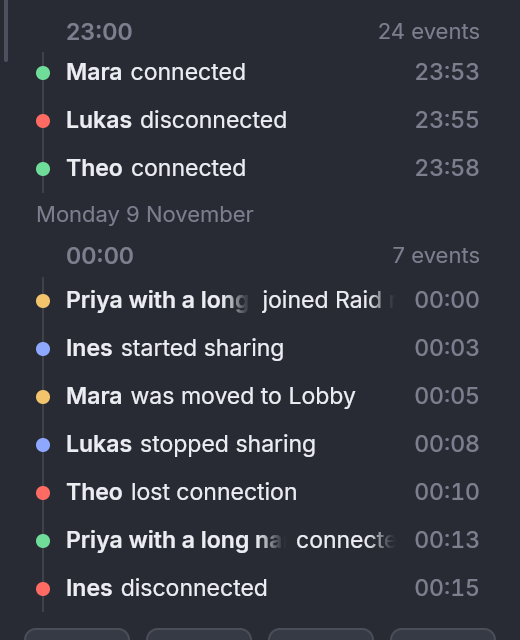 23:00 24 events
Mara connected 23:53
Lukas disconnected 23:55
Theo connected 23:58
Monday 9 November
00:00 7 events
Priya with a long joined Raid 00:00
Ines started sharing 00:03
Mara was moved to Lobby 00:05
Lukas stopped sharing 00:08
Theo lost connection 00:10
Priya with a long na connecte 00:13
Ines disconnected 00:15